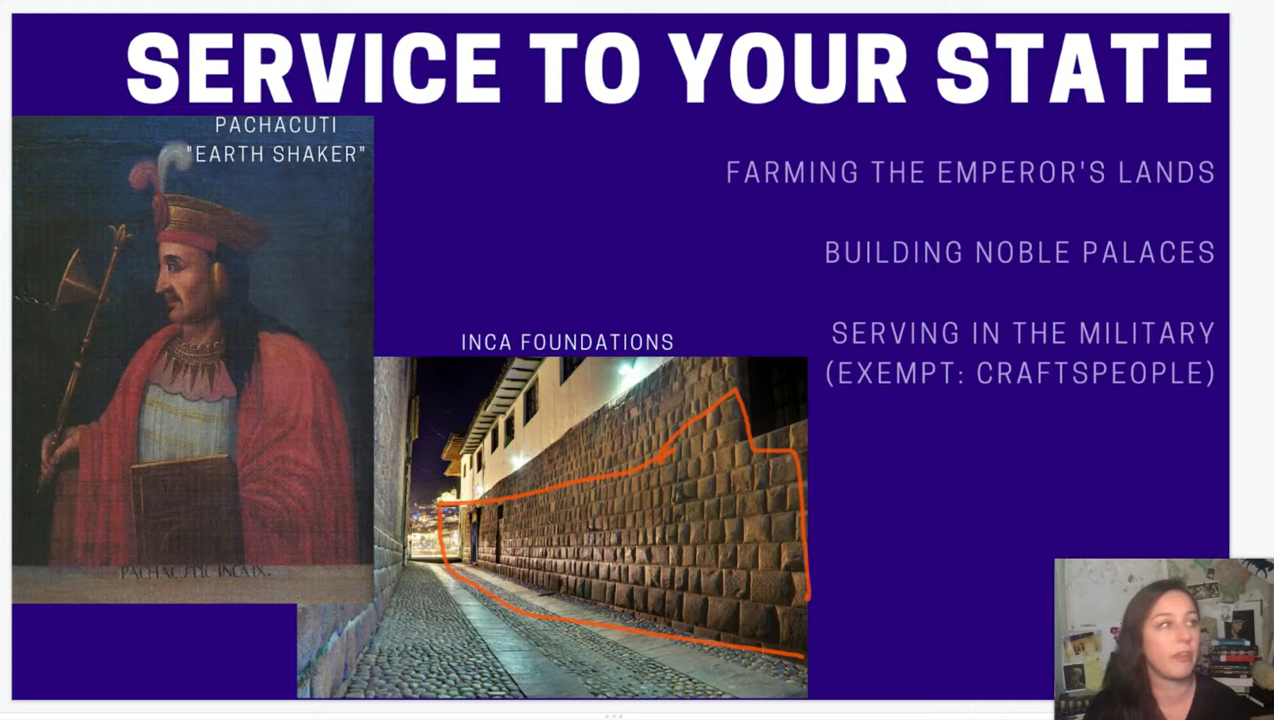 SERVICE TO YOUR STATE
PACHACUTI
"EARTH SHAKER"
FARMING THE EMPEROR'S LANDS
BUILDING NOBLE PALACES
INCA FOUNDATIONS
SERVING IN THE MILITARY
(EXEMPT: CRAFTSPEOPLE)